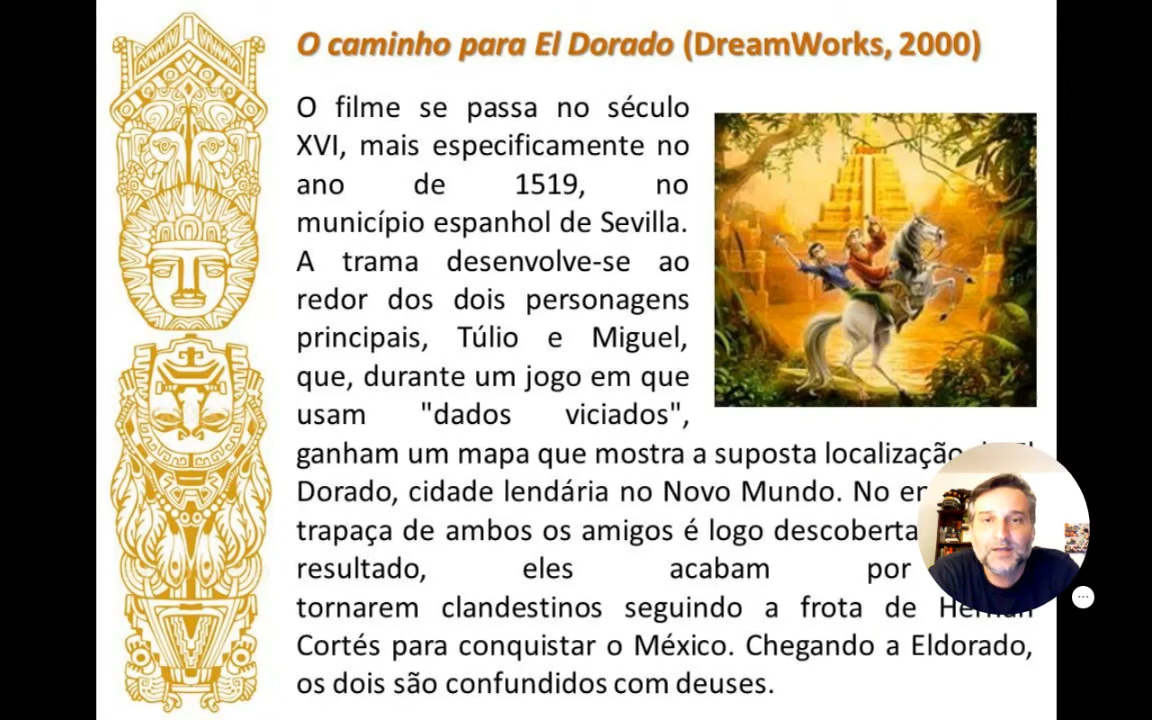 O caminho para El Dorado (DreamWorks, 2000)
O filme se passa no século
XVI, mais especificamente no
ano de 1519, no
município espanhol de Sevilla.
A trama desenvolve-se ao
redor dos dois personagens
principais, Túlio e Miguel,
que, durante um jogo em que
usam "dados viciados",
ganham um mapa que mostra a suposta localização
Dorado, cidade lendária no Novo Mundo. No
trapaça de ambos os amigos é logo descoberta
resultado, eles acabam por
tornarem clandestinos seguindo a frota de
Cortés para conquistar o México. Chegando a Eldorado,
os dois são confundidos com deuses.